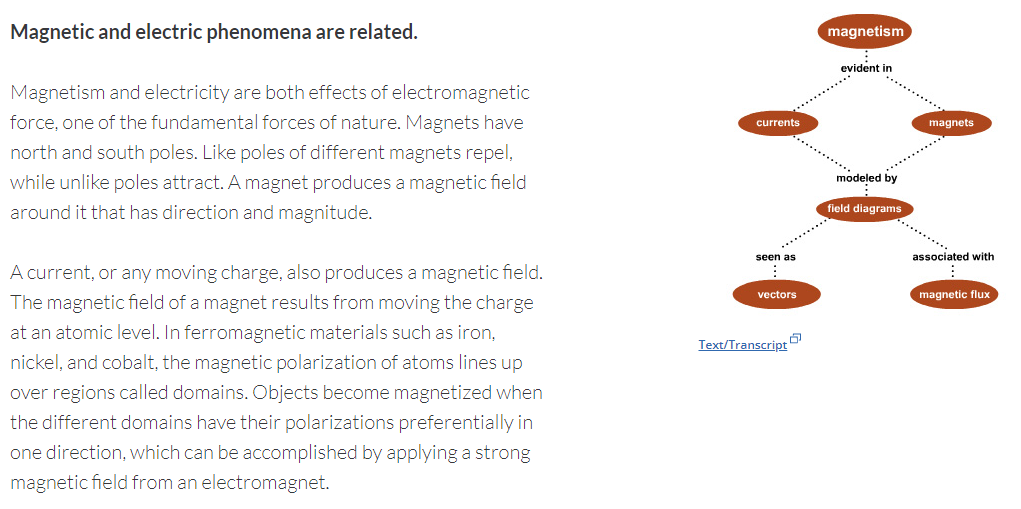 Magnetic and electric phenomena are related.
Magnetism and electricity are both effects of electromagnetic
force, one of the fundamental forces of nature. Magnets have
north and south poles. Like poles of different magnets repel,
while unlike poles attract. A magnet produces a magnetic field
around it that has direction and magnitude.
A current, or any moving charge, also produces a magnetic field.
The magnetic field of a magnet results from moving the charge
at an atomic level. In ferromagnetic materials such as iron,
nickel, and cobalt, the magnetic polarization of atoms lines up
over regions called domains. Objects become magnetized when
the different domains have their polarizations preferentially in
one direction, which can be accomplished by applying a strong
magnetic field from an electromagnet.
magnetism
evident in
currents
magnets
modeled by
field diagrams
seen as
associated with
vectors
magnetic flux
Text/Transcript